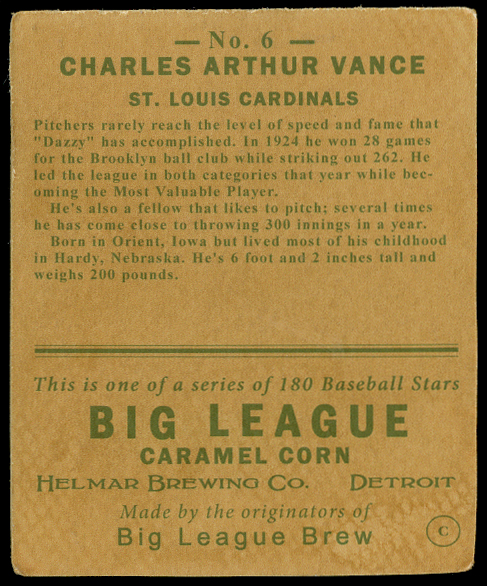 — No. 6 —
CHARLES ARTHUR VANCE
ST. LOUIS CARDINALS
Pitchers rarely reach the level of speed and fame that
"Dazzy" has accomplished. In 1924 he won 28 games
for the Brooklyn ball club while striking out 262. He
led the league in both categories that year while bec-
oming the Most Valuable Player.
He's also a fellow that likes to pitch; several times
he has come close to throwing 300 innings in a year.
Born in Orient, Iowa but lived most of his childhood
in Hardy, Nebraska. He's 6 foot and 2 inches tall and
weighs 200 pounds.
This is one of a series of 180 Baseball Stars
BIG LEAGUE
CARAMEL CORN
HELMAR BREWING CO. DETROIT
Made by the originators of
Big League Brew
C